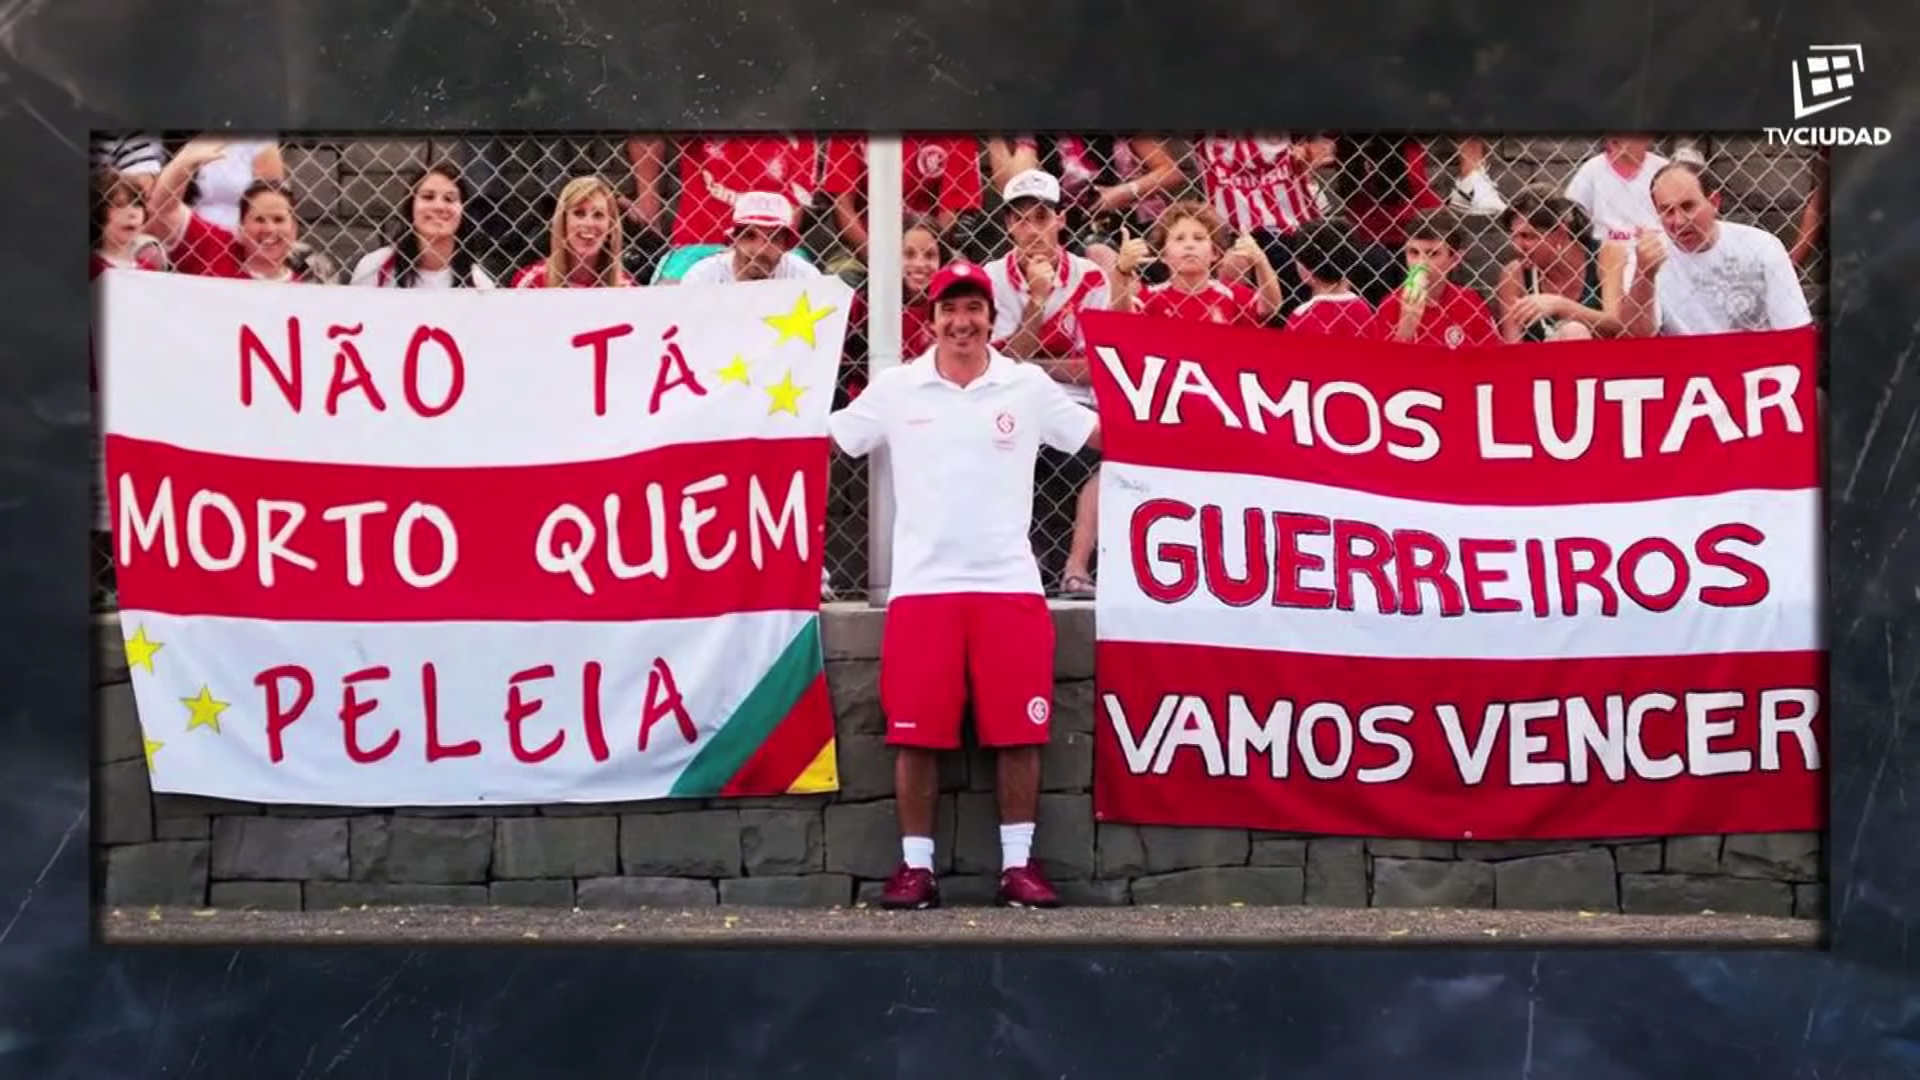 TVCIUDAD
NÃO TÁ
MORTO QUEM
PELEIA
VAMOS LUTAR
GUERREIROS
VAMOS VENCER